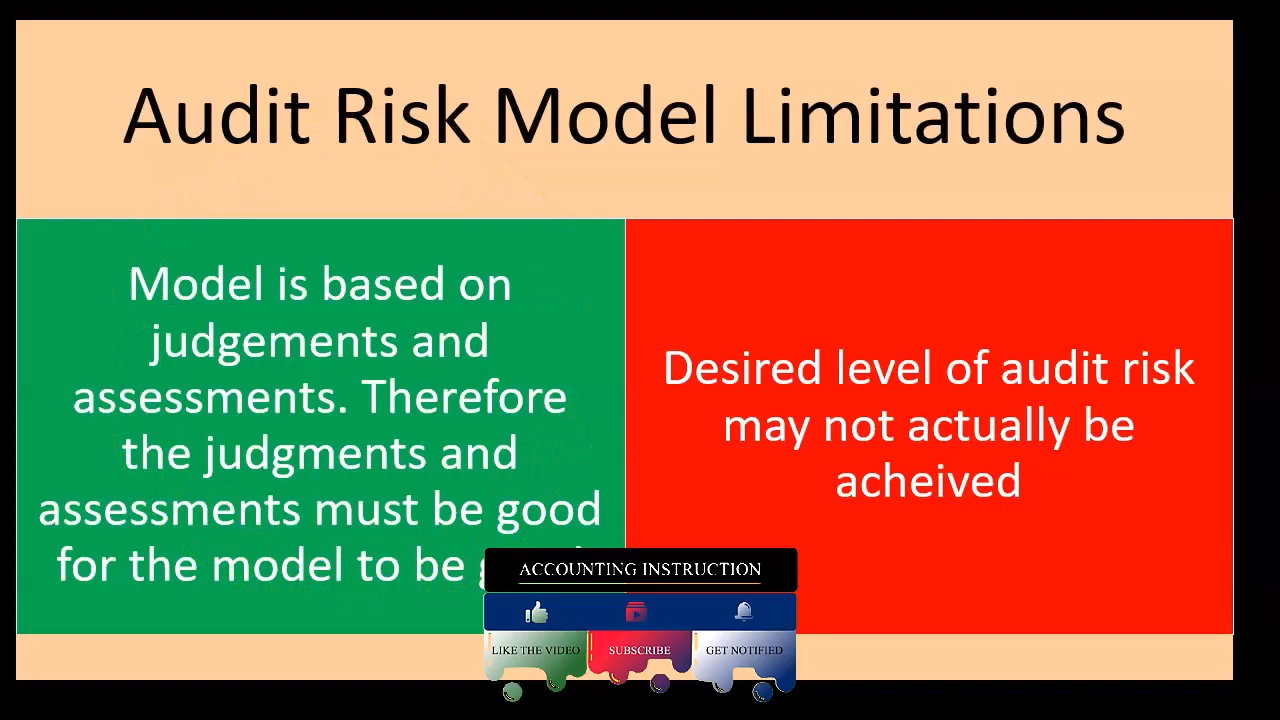 Audit Risk Model Limitations
Model is based on
judgements and
assessments. Therefore
the judgments and
assessments must be good
for the model to be
Desired level of audit risk
may not actually be
acheived
ACCOUNTING INSTRUCTION
LIKE THE VIDEO
SUBSCRIBE
GET NOTIFIED